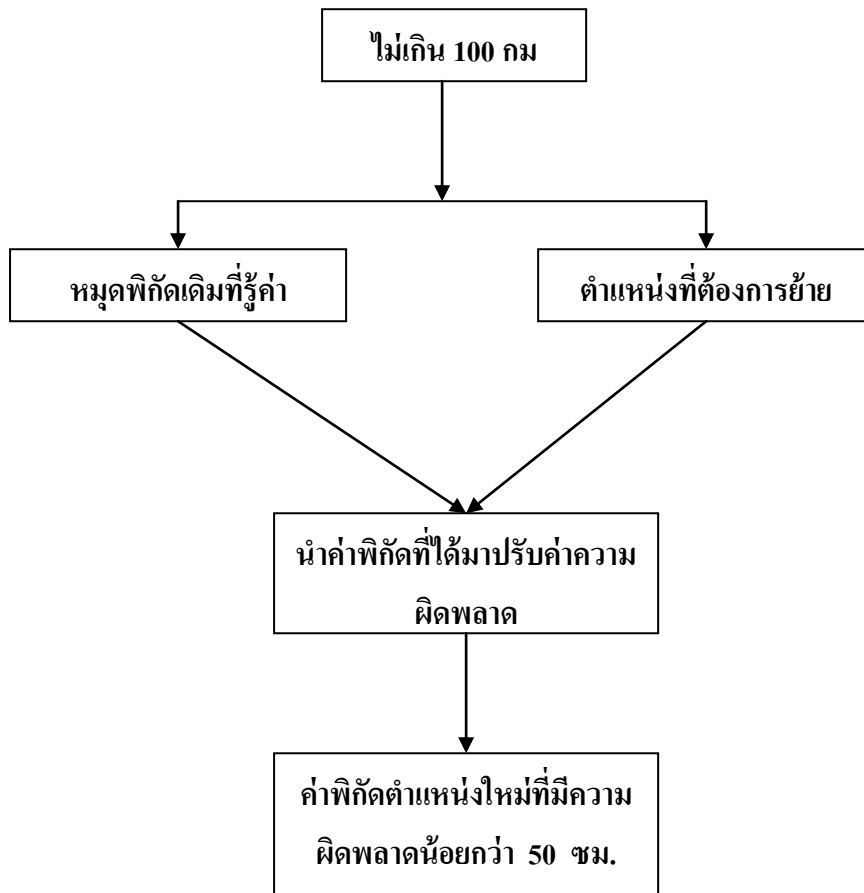 ไม่เกิน 100 กม
หมุดพิกัดเดิมที่รู้ค่า
ตำแหน่งที่ต้องการย้าย
นำค่าพิกัดที่ได้มาปรับค่าความ
ผิดพลาด
ค่าพิกัดตำแหน่งใหม่ที่มีความ
ผิดพลาดน้อยกว่า 50 ซม.